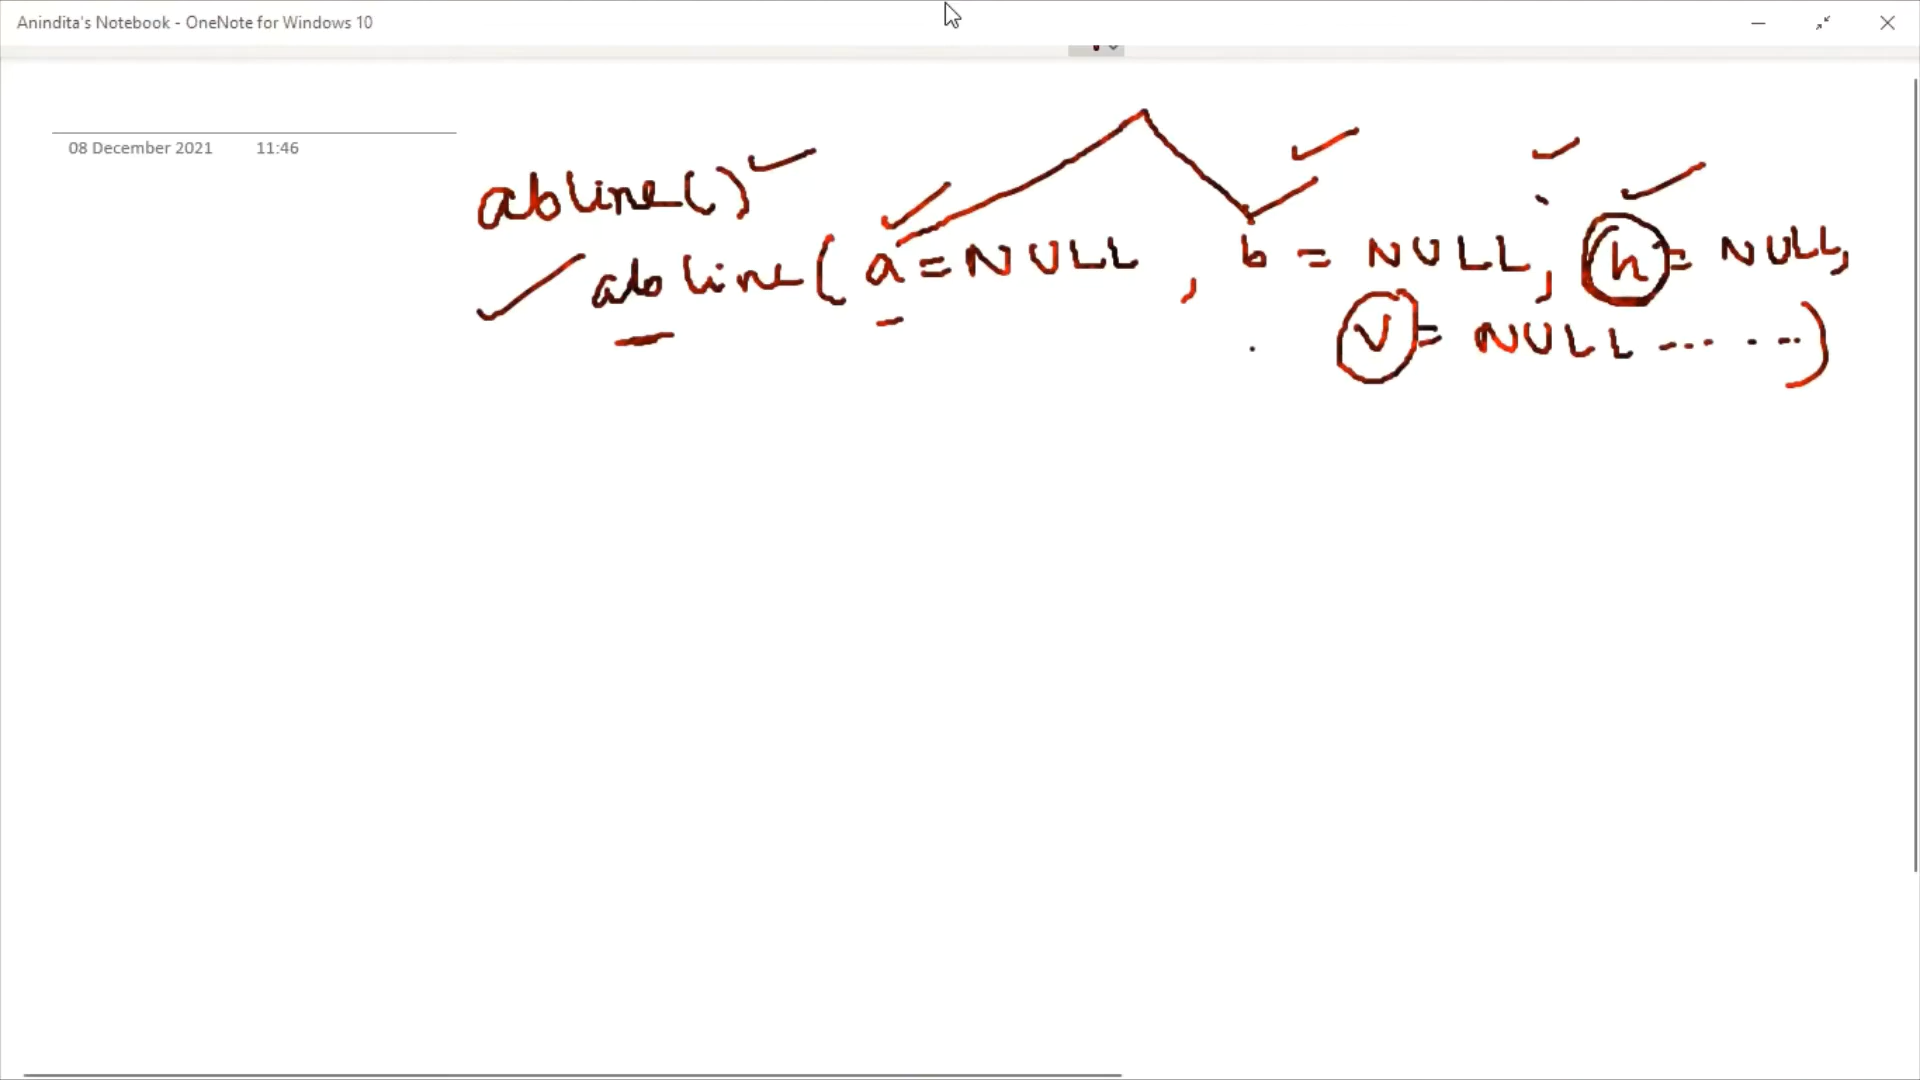 Anindita's Notebook - OneNote for Windows 10
08 December 2021 11:46
abline()
abline(a=NULL, b=NULL, h=NULL,
v=NULL ... ...)